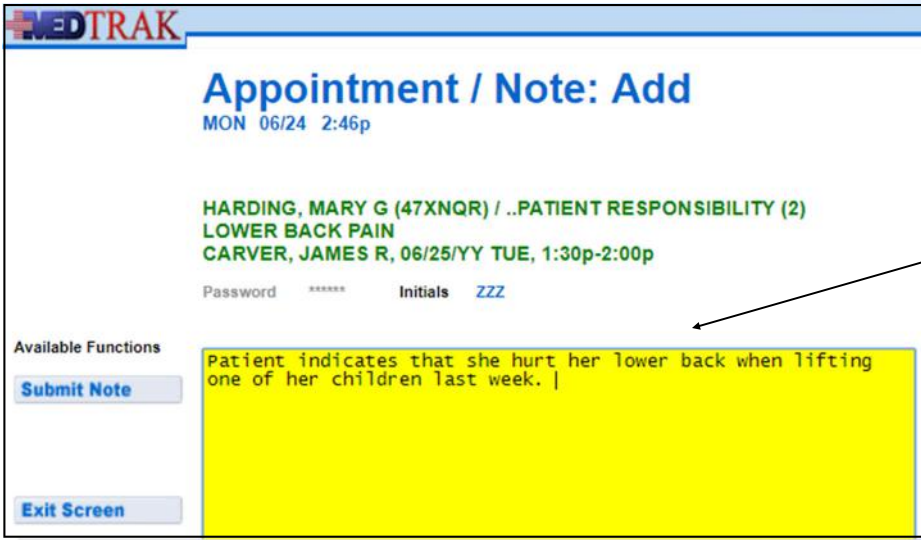 MEDTRAK
Appointment / Note: Add
MON 06/24 2:46p
HARDING, MARY G (47XNQR) / ..PATIENT RESPONSIBILITY (2)
LOWER BACK PAIN
CARVER, JAMES R, 06/25/YY TUE, 1:30p-2:00p
Password ****** Initials ZZZ
Available Functions
Submit Note
Exit Screen
Patient indicates that she hurt her lower back when lifting
one of her children last week.